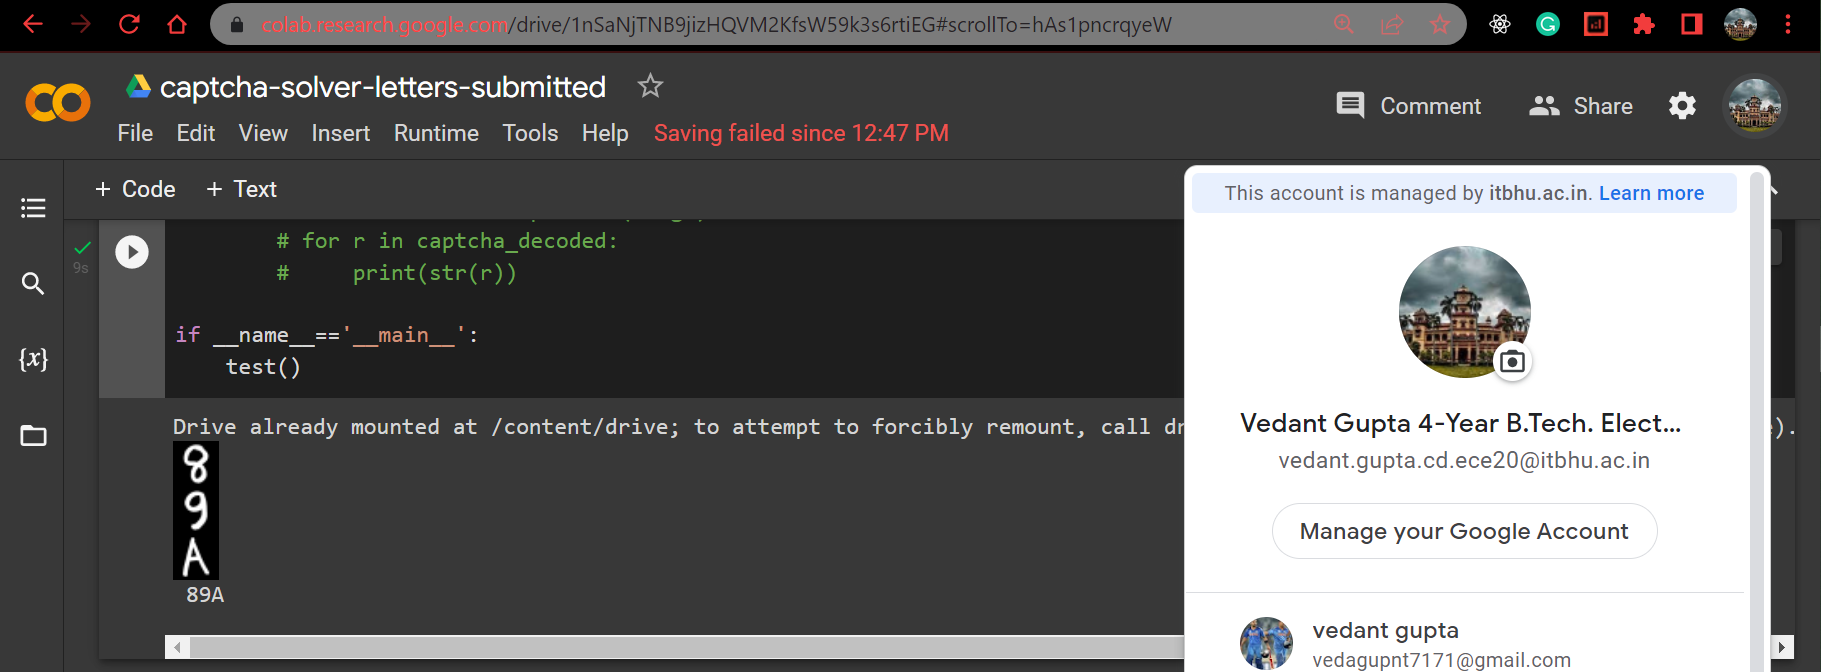 colab.research.google.com/drive/1nSaNjTNB9jizHQVM2KfsW59k3s6rtiEG#scrollTo=hAs1pncrqyeW
captcha-solver-letters-submitted
Comment Share
File Edit View Insert Runtime Tools Help Saving failed since 12:47 PM
+ Code + Text
9s
# for r in captcha_decoded:
#     print(str(r))
if __name__=='__main__':
    test()
Drive already mounted at /content/drive; to attempt to forcibly remount, call
8
9
A
89A
This account is managed by itbhu.ac.in. Learn more
Vedant Gupta 4-Year B.Tech. Elect...
vedant.gupta.cd.ece20@itbhu.ac.in
Manage your Google Account
vedant gupta
vedagupnt7171@gmail.com